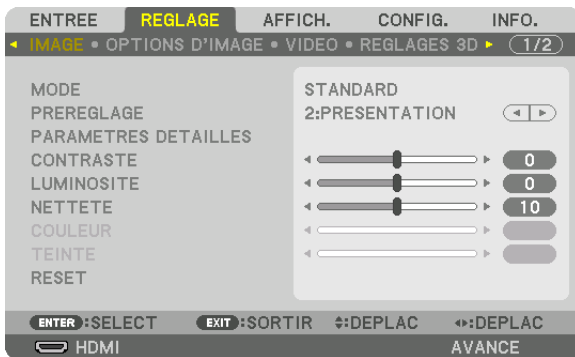 ENTREE REGLAGE AFFICH. CONFIG. INFO.
IMAGE • OPTIONS D'IMAGE • VIDEO • REGLAGES 3D 1/2
MODE STANDARD
PREREGLAGE 2:PRESENTATION
PARAMETRES DETAILLES
CONTRASTE 0
LUMINOSITE 0
NETTETE 10
COULEUR
TEINTE
RESET
ENTER :SELECT EXIT :SORTIR :DEPLAC :DEPLAC
HDMI AVANCE